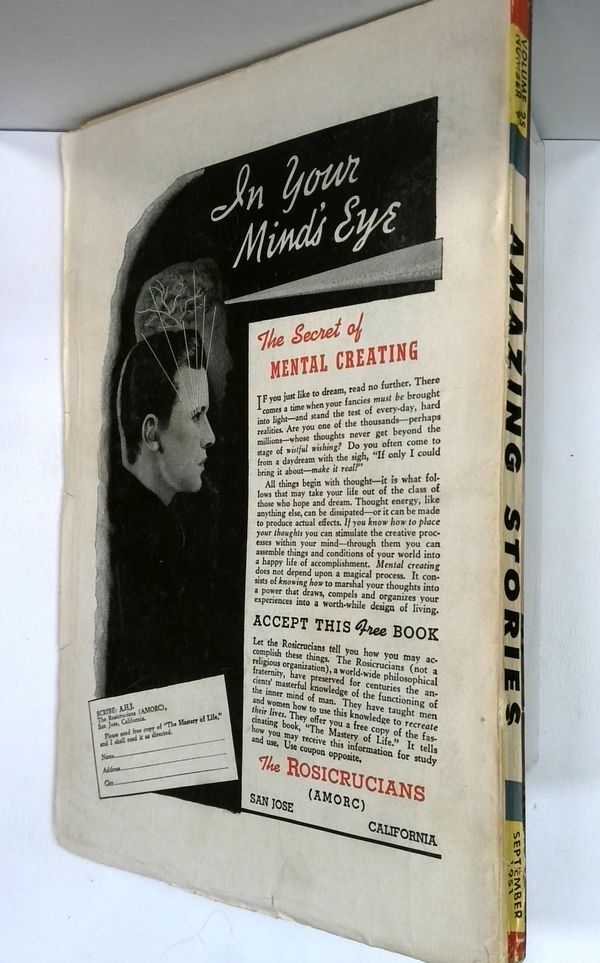 In Your
Mind's Eye
The Secret of
MENTAL CREATING
IF you just like to dream, read no further. There
comes a time when your fancies must be brought
into light—and stand the test of every-day, hard
realities. Are you one of the thousands—perhaps
millions—whose thoughts never get beyond the
stage of wistful wishing? Do you often come to
from a daydream with the sigh, "If only I could
bring it about—make it real?"
All things begin with thought—it is what fol-
lows that may take your life out of the class of
those who hope and dream. Thought energy, like
anything else, can be dissipated—or it can be made
to produce actual effects. If you know how to place
your thoughts you can stimulate the creative proc-
esses within your mind—through them you can
assemble things and conditions of your world into
a happy life of accomplishment. Mental creating
does not depend upon a magical process. It con-
sists of knowing how to marshal your thoughts into
a power that draws, compels and organizes your
experiences into a worth-while design of living.
ACCEPT THIS Free BOOK
Let the Rosicrucians tell you how you may ac-
complish these things. The Rosicrucians (not a
religious organization), a world-wide philosophical
fraternity, have preserved for centuries the an-
cients' masterful knowledge of the functioning of
the inner mind of man. They have taught men
and women how to use this knowledge to recreate
their lives. They offer you a free copy of the fas-
cinating book, "The Mastery of Life." It tells
how you may receive this information for study
and use. Use coupon opposite.
The ROSICRUCIANS
(AMORC)
SAN JOSE
CALIFORNIA
SCRIBE: A.H.J.
The Rosicrucians (AMORC),
San Jose, California.
Please send free copy of "The Mastery of Life,"
and I shall read it as directed.
Name
Address
City
VOLUME 25
NUMBER 9
AMAZING STORIES
SEPTEMBER
1951